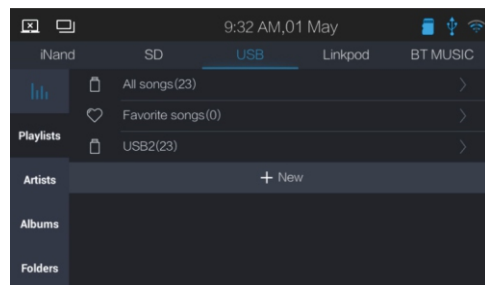 9:32 AM,01 May
iNand SD USB Linkpod BT MUSIC
All songs(23)
Favorite songs(0)
Playlists
USB2(23)
Artists
+ New
Albums
Folders